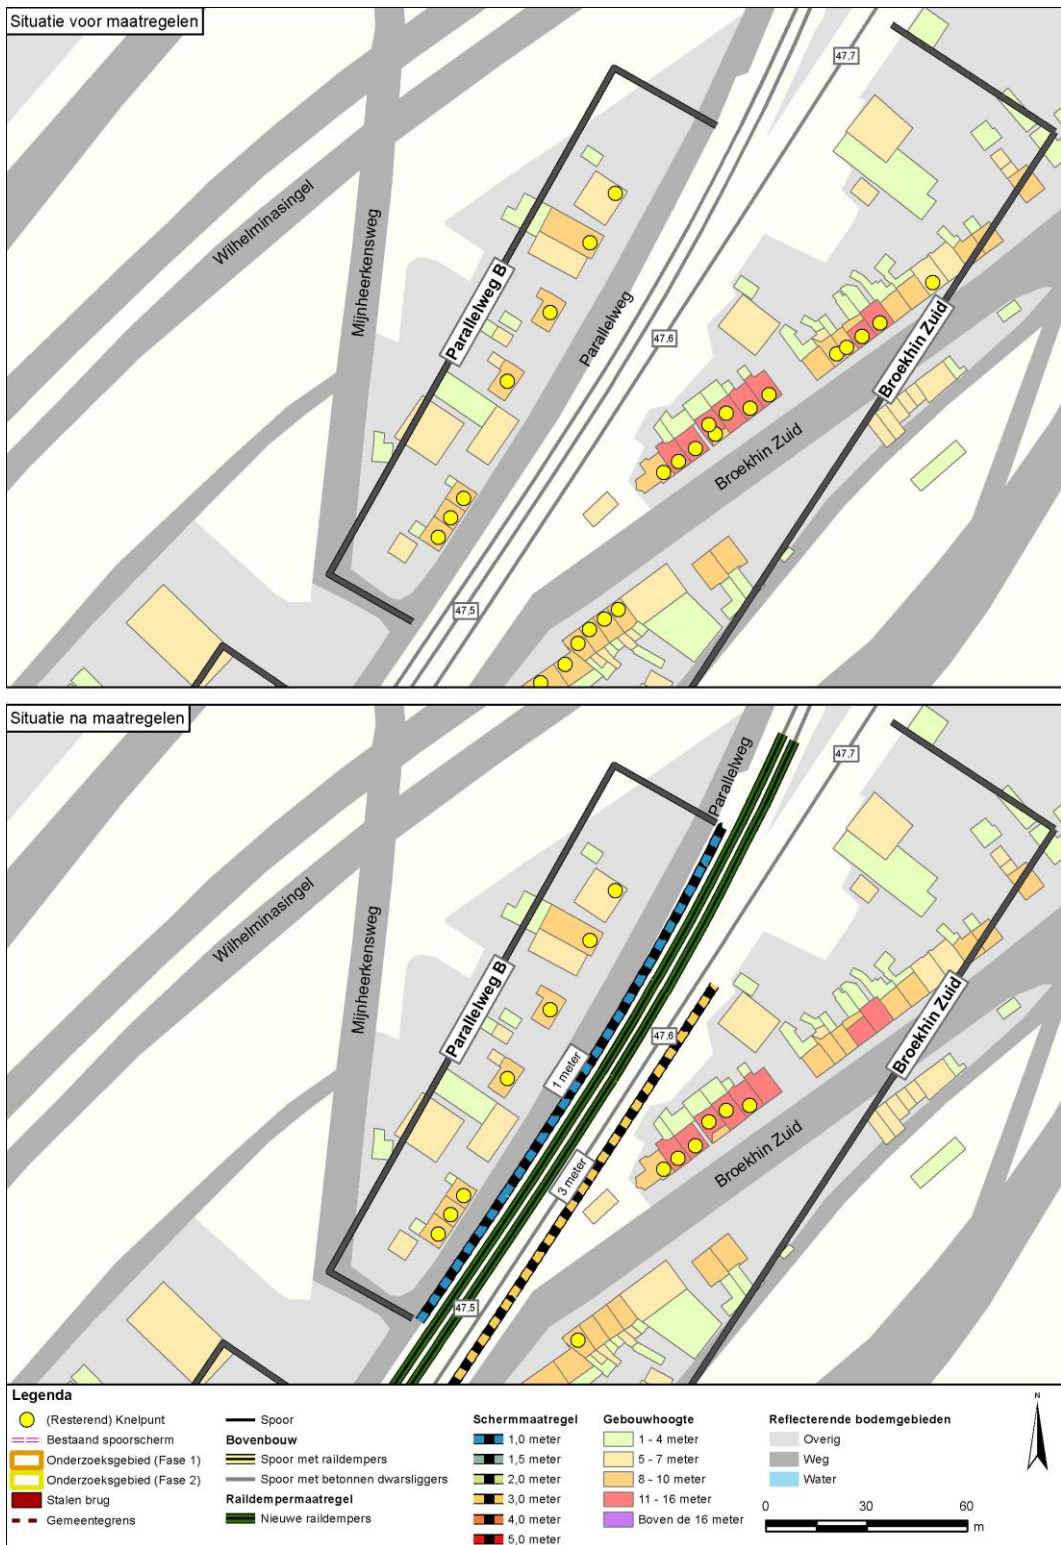 Situatie voor maatregelen
47,7
Wilhelminasingel
Mijnheerkensweg
Parallelweg B
Parallelweg
47,6
Broekhin Zuid
Broekhin Zuid
47,5
Situatie na maatregelen
Parallelweg
47,7
Wilhelminasingel
Mijnheerkensweg
Parallelweg B
1 meter
47,6
Broekhin Zuid
3 meter
Broekhin Zuid
47,5
Legenda
(Resterend) Knelpunt
Bestaand spoorscherm
Onderzoeksgebied (Fase 1)
Onderzoeksgebied (Fase 2)
Stalen brug
Gemeentegrens
Spoor
Bovenbouw
Spoor met raildempers
Spoor met betonnen dwarsliggers
Raildempermaatregel
Nieuwe raildempers
Schermmaatregel
1,0 meter
1,5 meter
2,0 meter
3,0 meter
4,0 meter
5,0 meter
Gebouwhoogte
1 - 4 meter
5 - 7 meter
8 - 10 meter
11 - 16 meter
Boven de 16 meter
Reflecterende bodemgebieden
Overig
Weg
Water
N
0 30 60
m